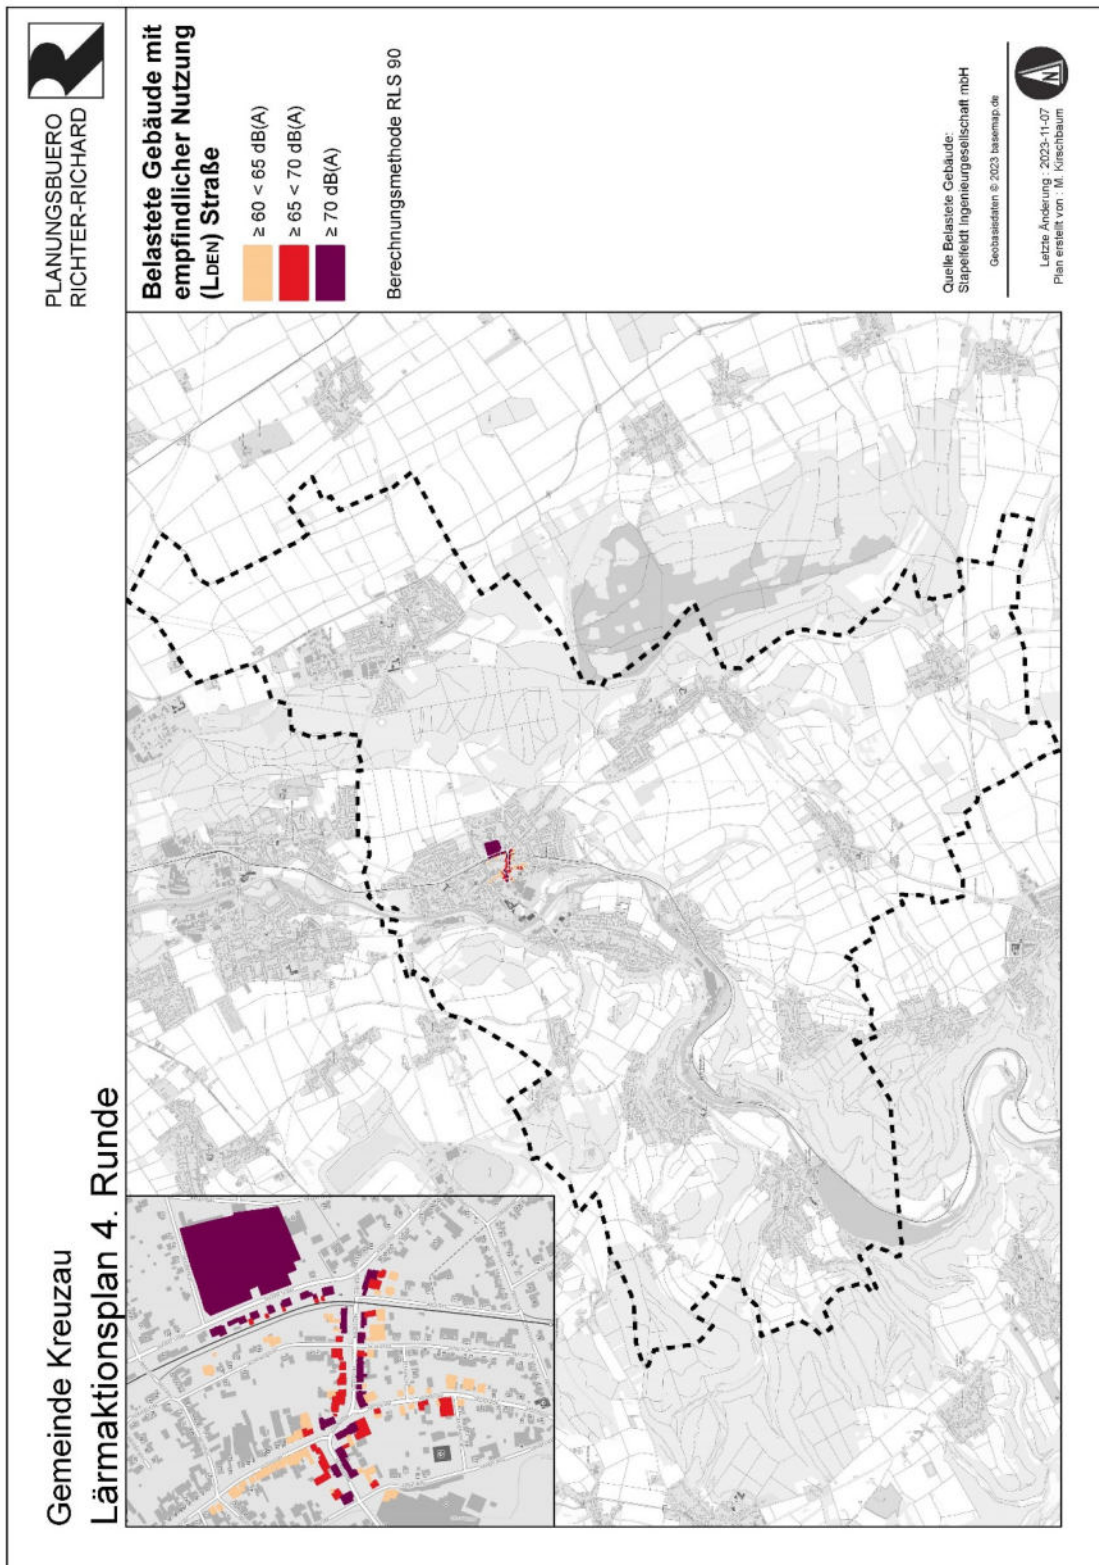 Gemeinde Kreuzau
Lärmaktionsplan 4. Runde
PLANUNGSBUERO
RICHTER-RICHARD
Belastete Gebäude mit
empfindlicher Nutzung
(LDEN) Straße
≥ 60 < 65 dB(A)
≥ 65 < 70 dB(A)
≥ 70 dB(A)
Berechnungsmethode RLS 90
Quelle Belastete Gebäude:
Stapelfeldt Ingenieurgesellschaft mbH
Geobasisdaten © 2023 basemap.de
N
Letzte Änderung : 2023-11-07
Plan erstellt von : M. Kirschbaum